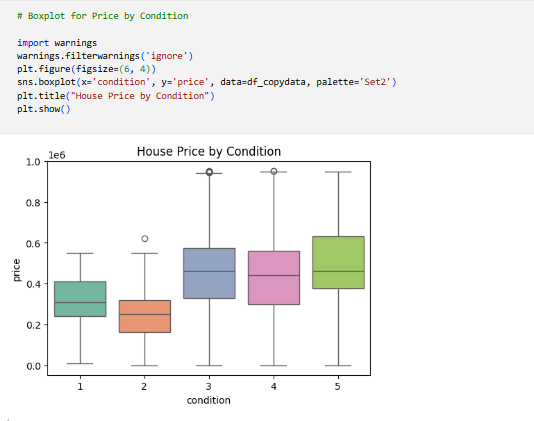 # Boxplot for Price by Condition
import warnings
warnings.filterwarnings('ignore')
plt.figure(figsize=(6, 4))
sns.boxplot(x='condition', y='price', data=df_copydata, palette='Set2')
plt.title("House Price by Condition")
plt.show()
House Price by Condition
1e6
1.0
0.8
0.6
0.4
0.2
0.0
price
1 2 3 4 5
condition